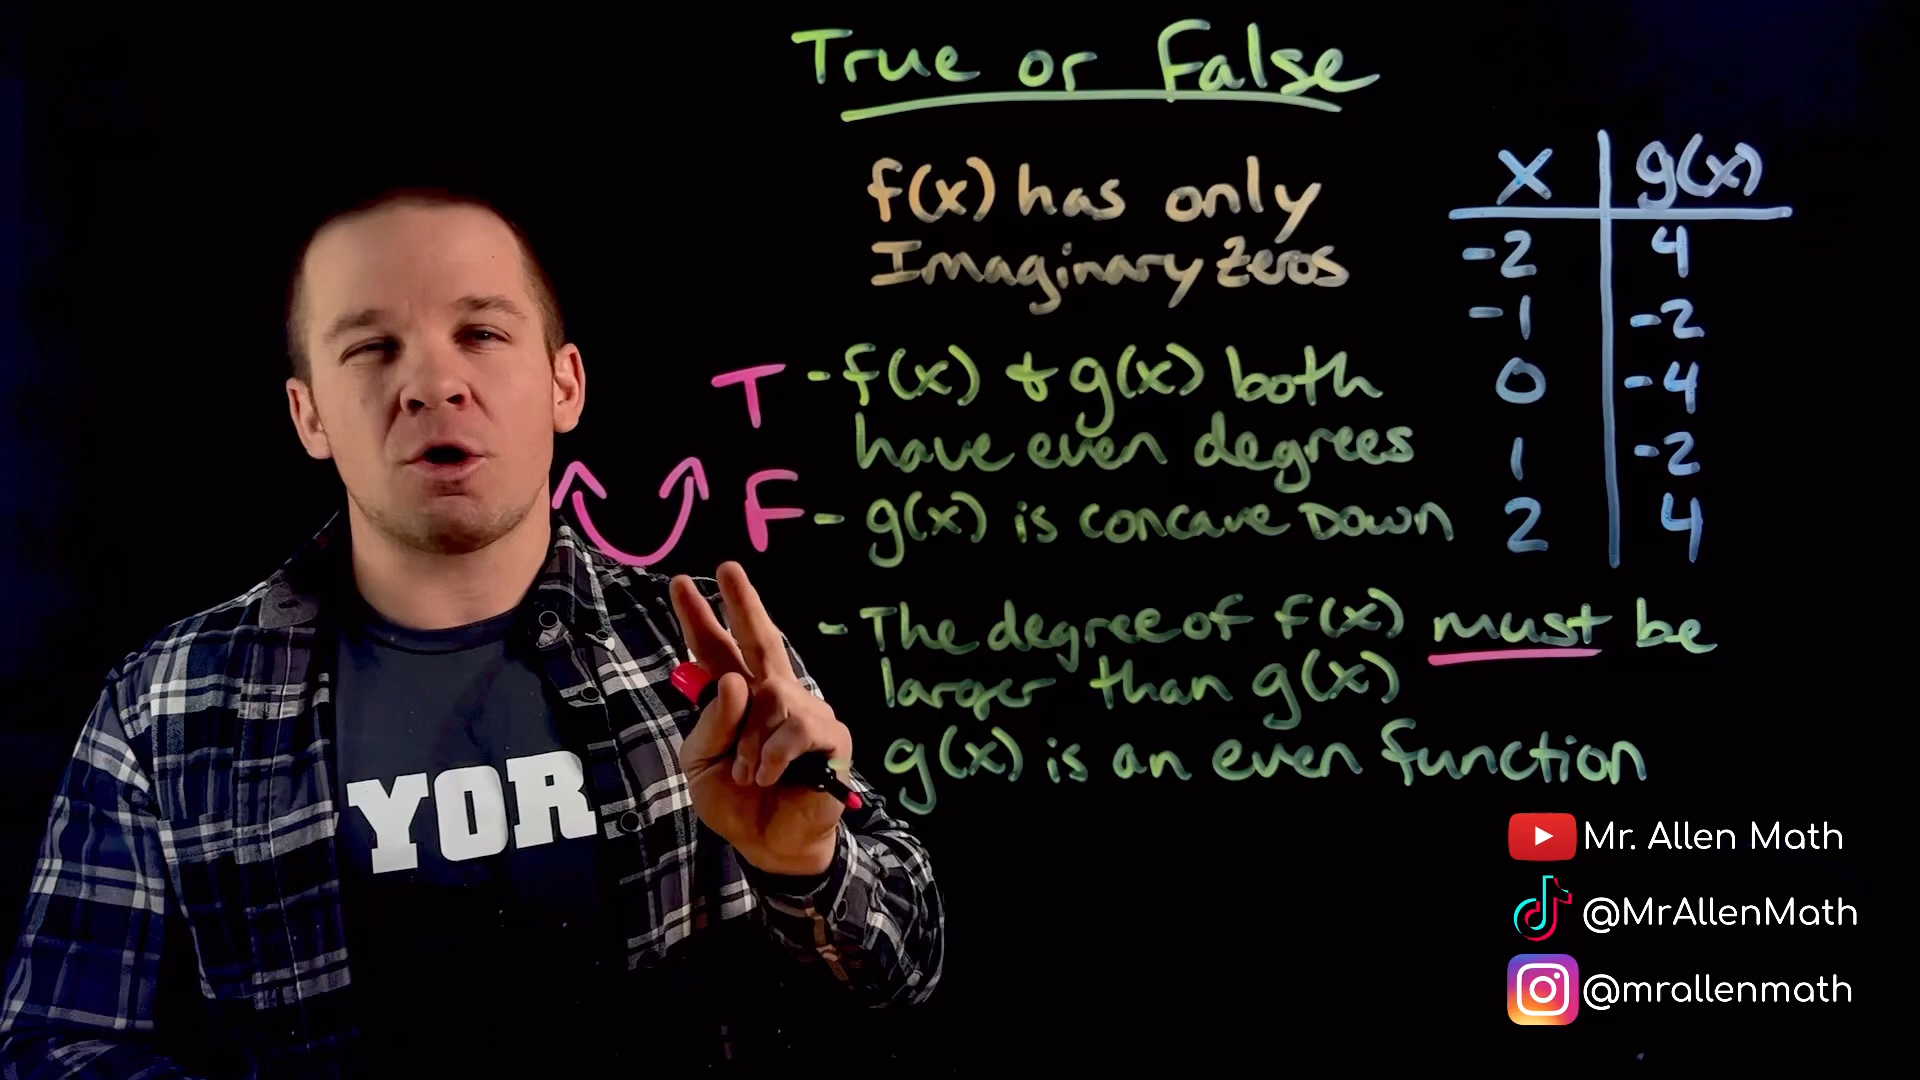 True or False
f(x) has only
Imaginary Zeros
T - f(x) & g(x) both
have even degrees
F - g(x) is concave Down
- The degree of f(x) must be
larger than g(x)
- g(x) is an even function
x g(x)
-2 4
-1 -2
0 -4
1 -2
2 4
YOR
Mr. Allen Math
@MrAllenMath
@mrallenmath